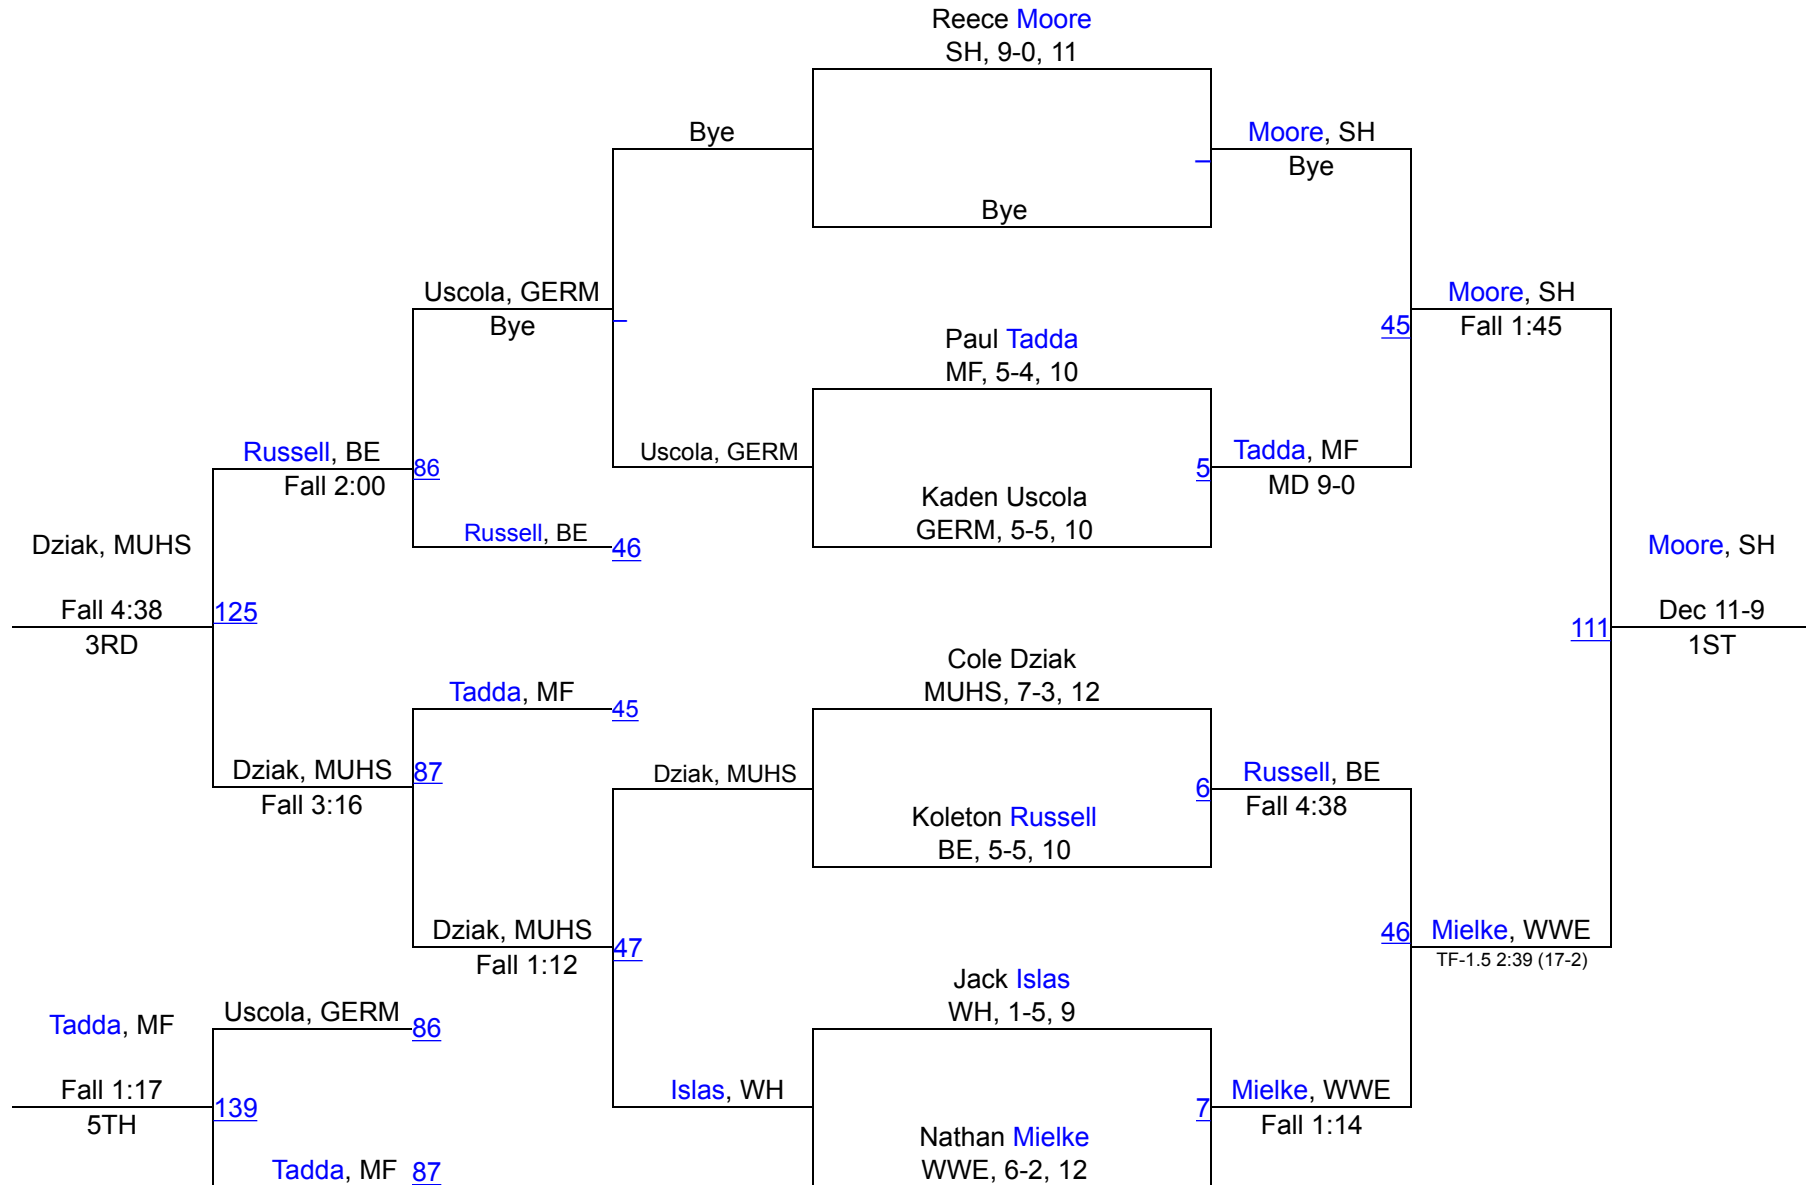 Reece Moore
SH, 9-0, 11
Bye
Moore, SH
Bye
Bye
Uscola, GERM
Bye
Moore, SH
45
Fall 1:45
Paul Tadda
MF, 5-4, 10
Russell, BE
86
Fall 2:00
Uscola, GERM
5
Tadda, MF
MD 9-0
Kaden Uscola
GERM, 5-5, 10
Russell, BE
46
Dziak, MUHS
Fall 4:38
125
3RD
Moore, SH
111
Dec 11-9
1ST
Cole Dziak
MUHS, 7-3, 12
Tadda, MF
45
Dziak, MUHS
87
Fall 3:16
Dziak, MUHS
6
Russell, BE
Fall 4:38
Koleton Russell
BE, 5-5, 10
Dziak, MUHS
47
Fall 1:12
46
Mielke, WWE
TF-1.5 2:39 (17-2)
Jack Islas
WH, 1-5, 9
Tadda, MF
Uscola, GERM
86
Fall 1:17
139
5TH
Islas, WH
7
Mielke, WWE
Fall 1:14
Nathan Mielke
WWE, 6-2, 12
Tadda, MF
87